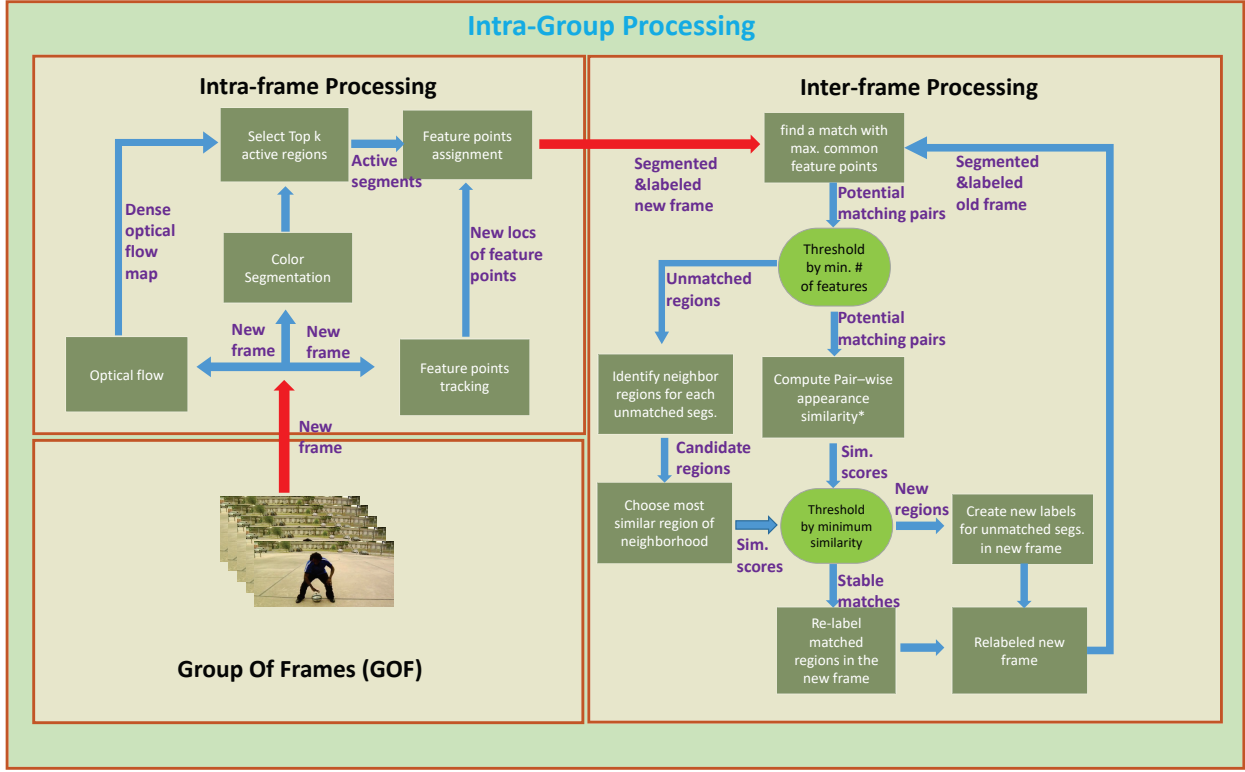 Intra-Group Processing
Intra-frame Processing
Select Top k
active regions
Active
segments
Feature points
assignment
Dense
optical
flow
map
Color
Segmentation
New locs
of feature
points
New
frame
New
frame
Optical flow
Feature points
tracking
New
frame
Group Of Frames (GOF)
Inter-frame Processing
Segmented
&labeled
new frame
find a match with
max. common
feature points
Segmented
&labeled
old frame
Potential
matching pairs
Threshold
by min. #
of features
Unmatched
regions
Potential
matching pairs
Identify neighbor
regions for each
unmatched segs.
Compute Pair–wise
appearance
similarity*
Candidate
regions
Sim.
scores
Choose most
similar region of
neighborhood
Sim.
scores
Threshold
by minimum
similarity
New
regions
Create new labels
for unmatched segs.
in new frame
Stable
matches
Re-label
matched
regions in the
new frame
Relabeled new
frame